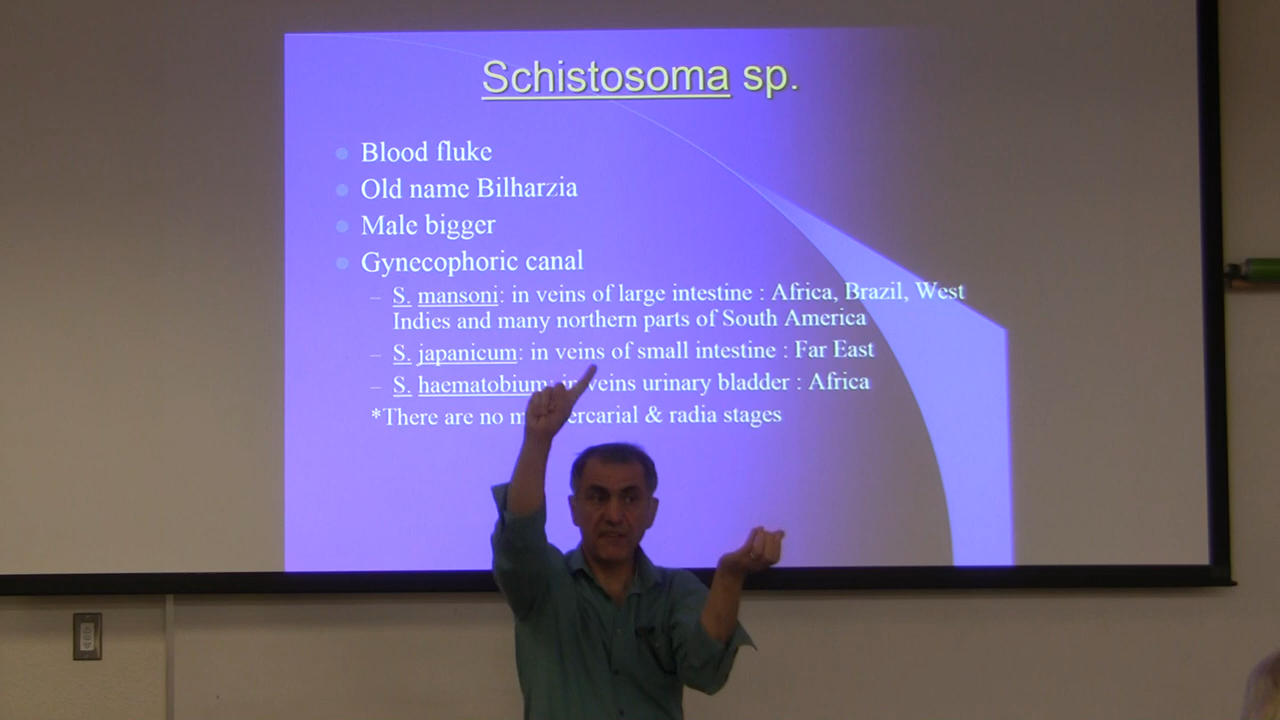 Schistosoma sp.
Blood fluke
Old name Bilharzia
Male bigger
Gynecophoric canal
– S. mansoni: in veins of large intestine : Africa, Brazil, West
Indies and many northern parts of South America
– S. japanicum: in veins of small intestine : Far East
– S. haematobium: in veins urinary bladder : Africa
*There are no m ercarial & radia stages